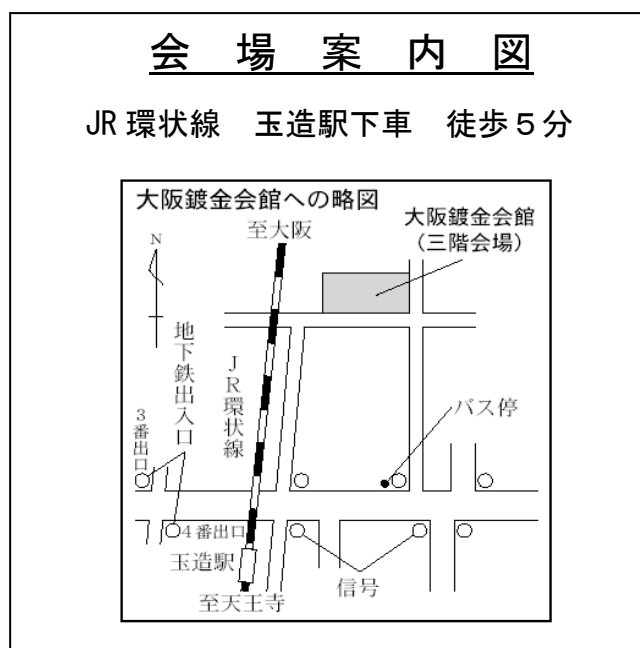 会場案内図
JR環状線　玉造駅下車　徒歩５分
大阪鍍金会館への略図
至大阪
大阪鍍金会館
（三階会場）
N
地下鉄出入口
JR環状線
バス停
3番出口
4番出口
玉造駅
信号
至天王寺